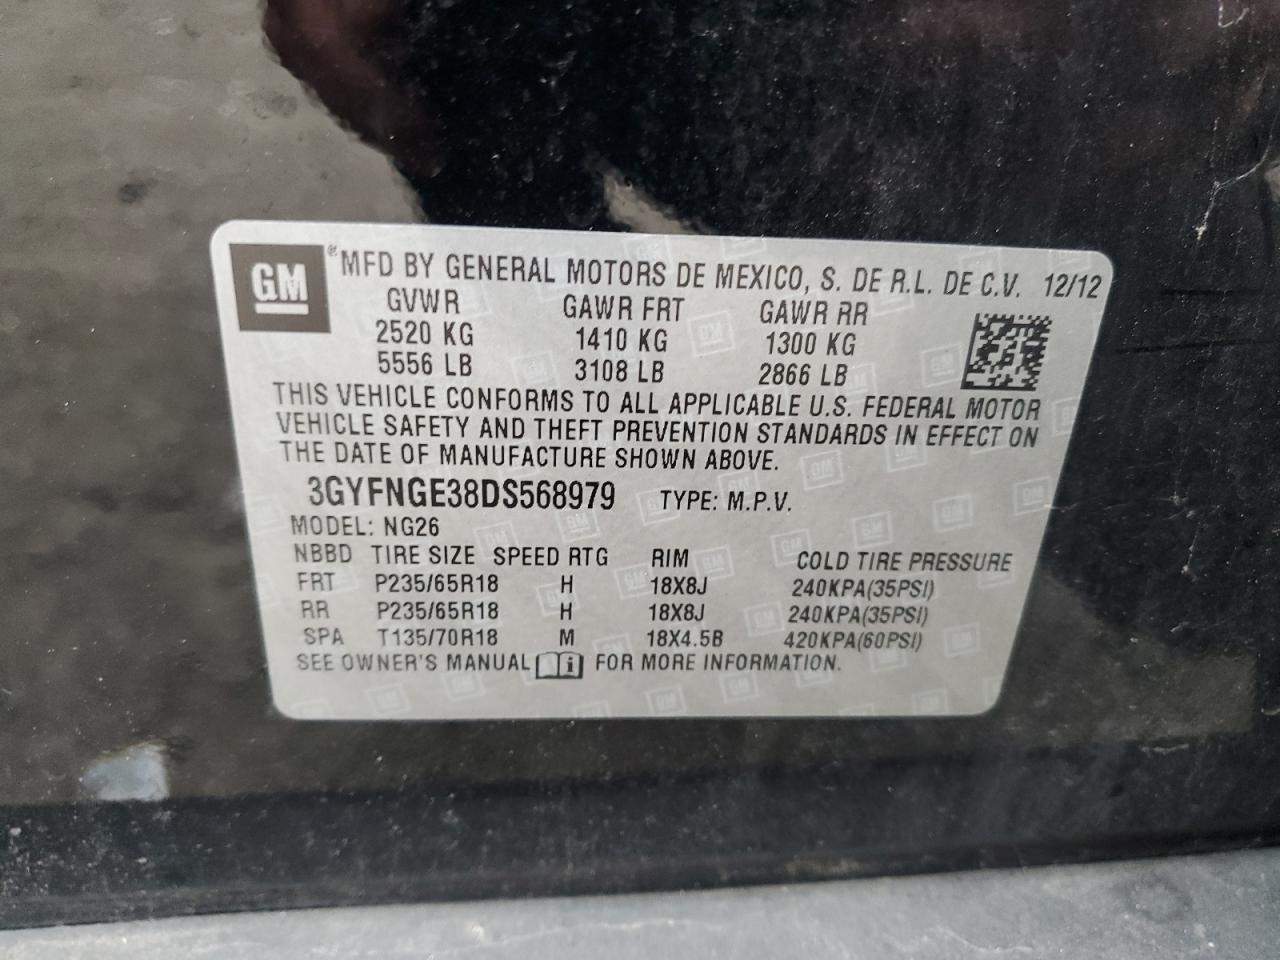 GM ® MFD BY GENERAL MOTORS DE MEXICO, S. DE R.L. DE C.V. 12/12
GVWR GAWR FRT GAWR RR
2520 KG 1410 KG 1300 KG
5556 LB 3108 LB 2866 LB
THIS VEHICLE CONFORMS TO ALL APPLICABLE U.S. FEDERAL MOTOR
VEHICLE SAFETY AND THEFT PREVENTION STANDARDS IN EFFECT ON
THE DATE OF MANUFACTURE SHOWN ABOVE.
3GYFNGE38DS568979 TYPE: M.P.V.
MODEL: NG26
NBBD TIRE SIZE SPEED RTG RIM COLD TIRE PRESSURE
FRT P235/65R18 H 18X8J 240KPA(35PSI)
RR P235/65R18 H 18X8J 240KPA(35PSI)
SPA T135/70R18 M 18X4.5B 420KPA(60PSI)
SEE OWNER'S MANUAL i FOR MORE INFORMATION.